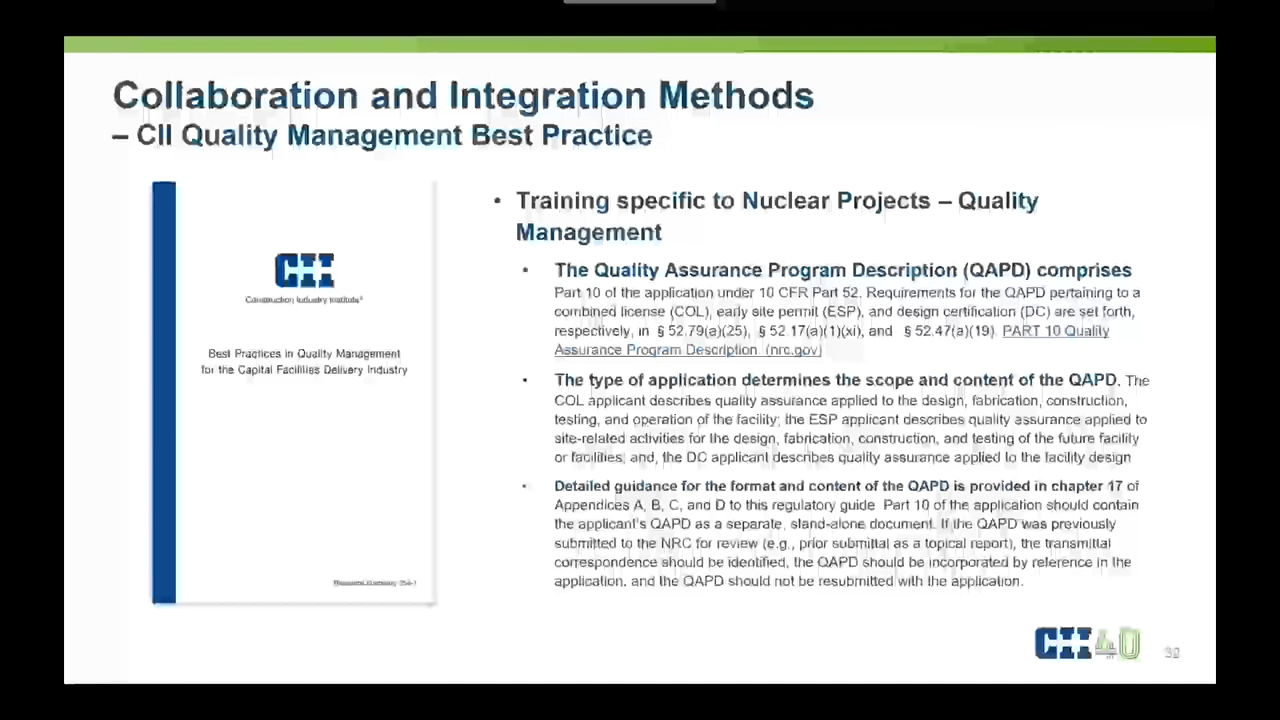 Collaboration and Integration Methods
– CII Quality Management Best Practice
CII
Construction Industry Institute®
Best Practices in Quality Management
for the Capital Facilities Delivery Industry
Research Summary 254-1
• Training specific to Nuclear Projects – Quality
Management
• The Quality Assurance Program Description (QAPD) comprises
Part 10 of the application under 10 CFR Part 52. Requirements for the QAPD pertaining to a
combined license (COL), early site permit (ESP), and design certification (DC) are set forth,
respectively, in § 52.79(a)(25), § 52.17(a)(1)(xi), and § 52.47(a)(19). PART 10 Quality
Assurance Program Description (nrc.gov)
• The type of application determines the scope and content of the QAPD. The
COL applicant describes quality assurance applied to the design, fabrication, construction,
testing, and operation of the facility; the ESP applicant describes quality assurance applied to
site-related activities for the design, fabrication, construction, and testing of the future facility
or facilities; and, the DC applicant describes quality assurance applied to the facility design
• Detailed guidance for the format and content of the QAPD is provided in chapter 17 of
Appendices A, B, C, and D to this regulatory guide. Part 10 of the application should contain
the applicant's QAPD as a separate, stand-alone document. If the QAPD was previously
submitted to the NRC for review (e.g., prior submittal as a topical report), the transmittal
correspondence should be identified, the QAPD should be incorporated by reference in the
application, and the QAPD should not be resubmitted with the application.
CII 40